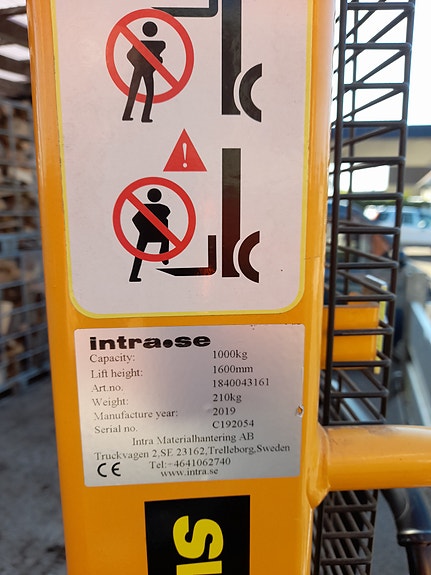 intra.se
Capacity: 1000kg
Lift height: 1600mm
Art.no. 1840043161
Weight: 210kg
Manufacture year: 2019
Serial no. C192054
Intra Materialhantering AB
Truckvagen 2,SE 23162,Trelleborg,Sweden
Tel:+4641062740
www.intra.se
CE
SI